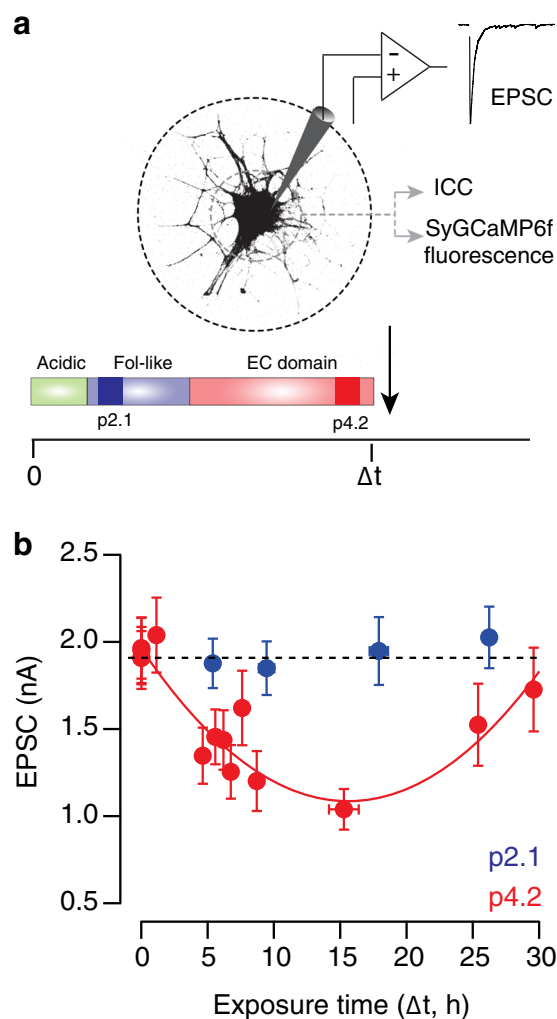 a
−
+
EPSC
ICC
SyGCaMP6f
fluorescence
Acidic Fol-like EC domain
p2.1 p4.2
0 Δt
b
2.5
2.0
1.5
1.0
0.5
EPSC (nA)
p2.1
p4.2
0 5 10 15 20 25 30
Exposure time (Δt, h)